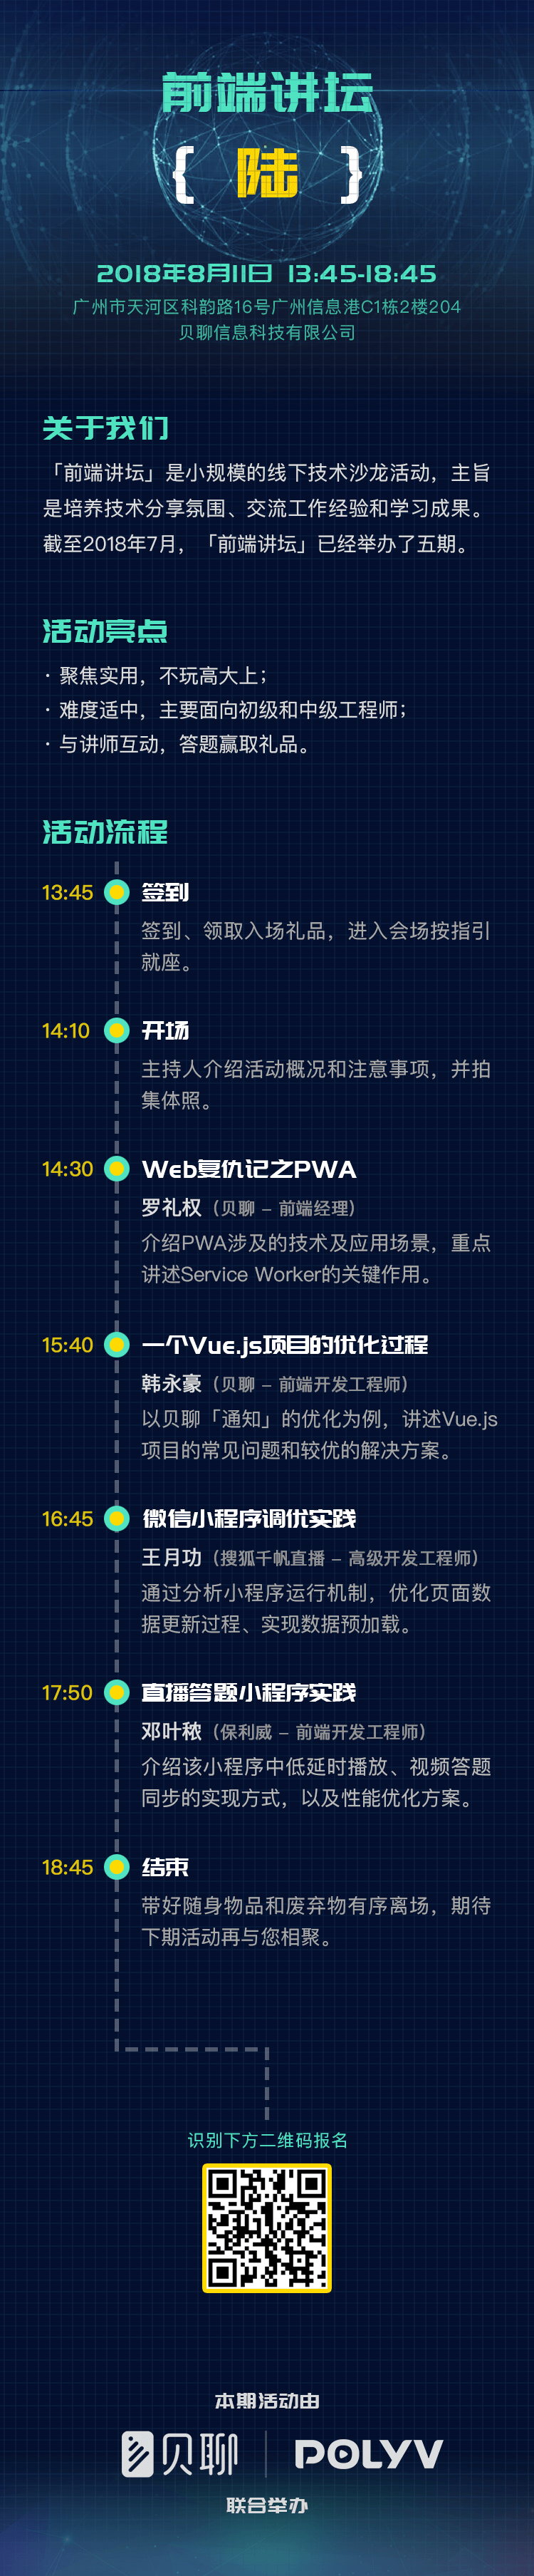 前端讲坛
{ 陆 }
2018年8月11日 13:45-18:45
广州市天河区科韵路16号广州信息港C1栋2楼204
贝聊信息科技有限公司
关于我们
「前端讲坛」是小规模的线下技术沙龙活动，主旨
是培养技术分享氛围、交流工作经验和学习成果。
截至2018年7月，「前端讲坛」已经举办了五期。
活动亮点
· 聚焦实用，不玩高大上；
· 难度适中，主要面向初级和中级工程师；
· 与讲师互动，答题赢取礼品。
活动流程
13:45 签到
签到、领取入场礼品，进入会场按指引
就座。
14:10 开场
主持人介绍活动概况和注意事项，并拍
集体照。
14:30 Web复仇记之PWA
罗礼权（贝聊 – 前端经理）
介绍PWA涉及的技术及应用场景，重点
讲述Service Worker的关键作用。
15:40 一个Vue.js项目的优化过程
韩永豪（贝聊 – 前端开发工程师）
以贝聊「通知」的优化为例，讲述Vue.js
项目的常见问题和较优的解决方案。
16:45 微信小程序调优实践
王月功（搜狐千帆直播 – 高级开发工程师）
通过分析小程序运行机制，优化页面数
据更新过程、实现数据预加载。
17:50 直播答题小程序实践
邓叶秾（保利威 – 前端开发工程师）
介绍该小程序中低延时播放、视频答题
同步的实现方式，以及性能优化方案。
18:45 结束
带好随身物品和废弃物有序离场，期待
下期活动再与您相聚。
识别下方二维码报名
本期活动由
贝聊 | POLYV
联合举办